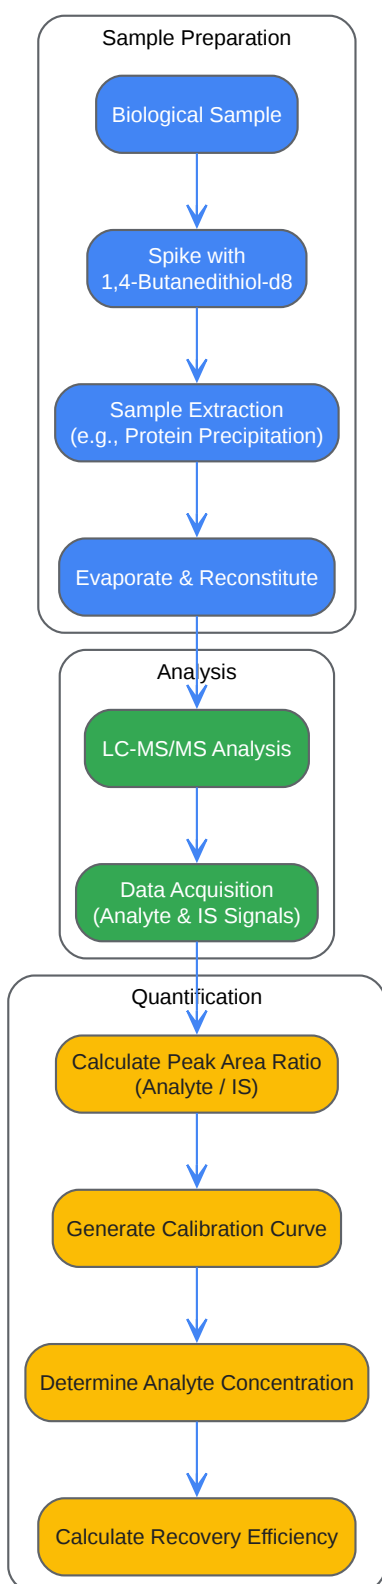 Sample Preparation
Biological Sample
Spike with
1,4-Butanedithiol-d8
Sample Extraction
(e.g., Protein Precipitation)
Evaporate & Reconstitute
Analysis
LC-MS/MS Analysis
Data Acquisition
(Analyte & IS Signals)
Quantification
Calculate Peak Area Ratio
(Analyte / IS)
Generate Calibration Curve
Determine Analyte Concentration
Calculate Recovery Efficiency